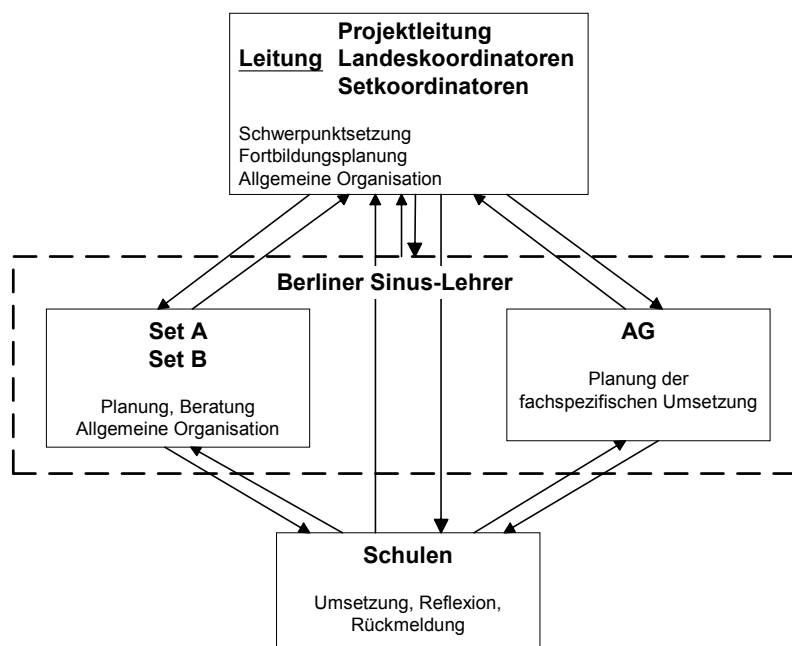 Projektleitung
Leitung Landeskoordinatoren
Setkoordinatoren
Schwerpunktsetzung
Fortbildungsplanung
Allgemeine Organisation
Berliner Sinus-Lehrer
Set A
Set B
Planung, Beratung
Allgemeine Organisation
AG
Planung der
fachspezifischen Umsetzung
Schulen
Umsetzung, Reflexion,
Rückmeldung